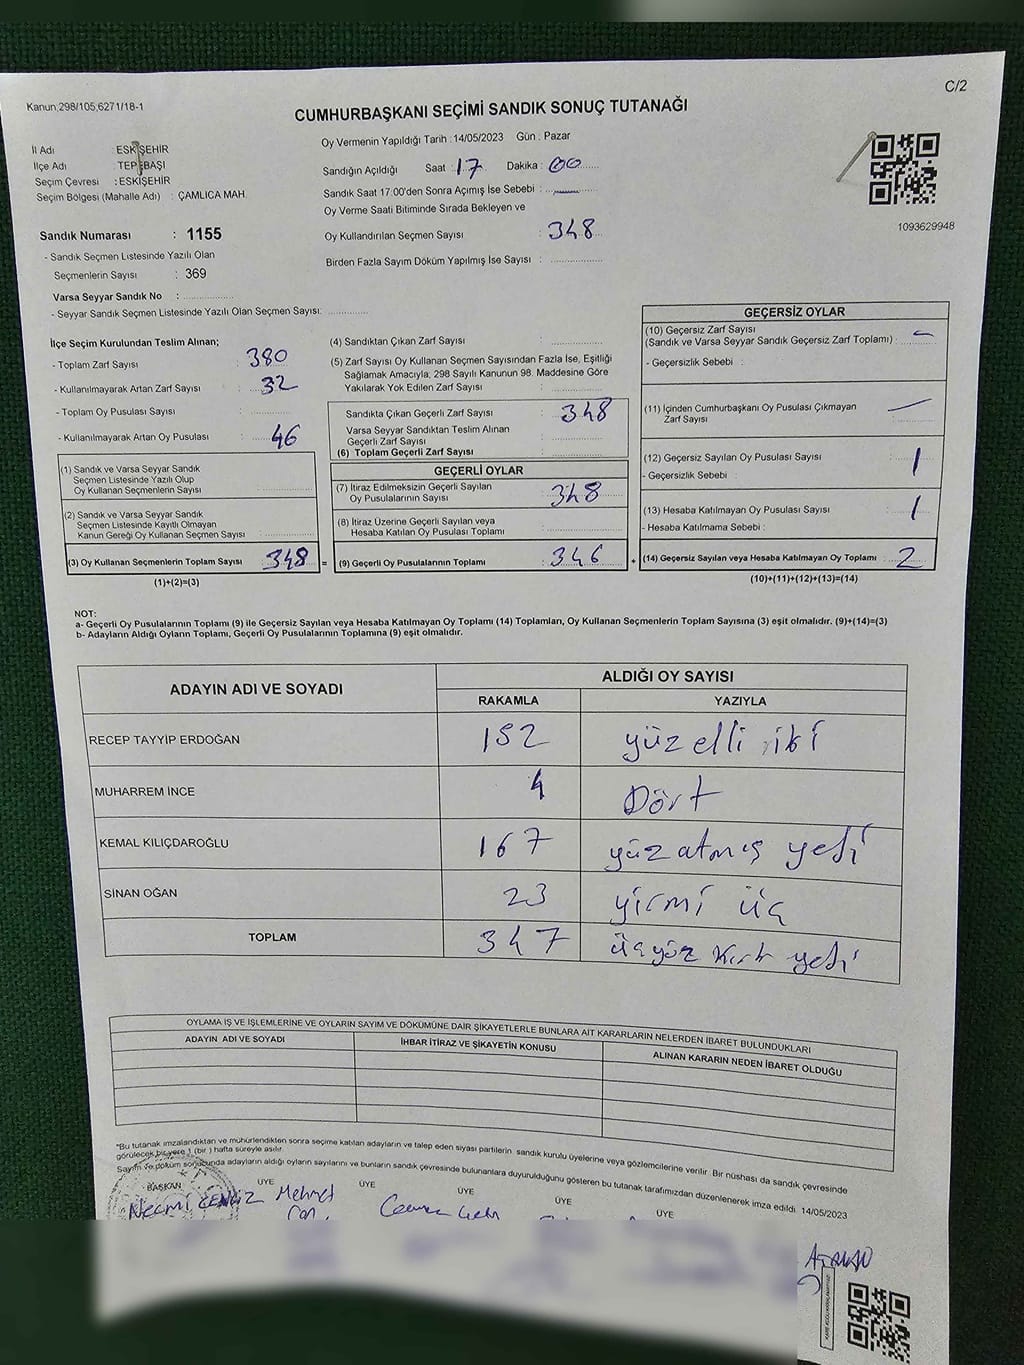 C/2
Kanun;298/105,6271/18-1
CUMHURBAŞKANI SEÇİMİ SANDIK SONUÇ TUTANAĞI
İl Adı : ESKİŞEHİR
İlçe Adı : TEPEBAŞI
Seçim Çevresi : ESKİŞEHİR
Seçim Bölgesi (Mahalle Adı) : ÇAMLICA MAH.
Oy Vermenin Yapıldığı Tarih : 14/05/2023 Gün : Pazar
Sandığın Açıldığı Saat : 17 Dakika : 00
Sandık Saat 17:00'den Sonra Açımış İse Sebebi :
Oy Verme Saati Bitiminde Sırada Bekleyen ve
Oy Kullandırılan Seçmen Sayısı : 348
Birden Fazla Sayım Döküm Yapılmış İse Sayısı :
1093629948
Sandık Numarası : 1155
- Sandık Seçmen Listesinde Yazılı Olan
Seçmenlerin Sayısı : 369
Varsa Seyyar Sandık No :
- Seyyar Sandık Seçmen Listesinde Yazılı Olan Seçmen Sayısı:
İlçe Seçim Kurulundan Teslim Alınan;
- Toplam Zarf Sayısı : 380
- Kullanılmayarak Artan Zarf Sayısı : 32
- Toplam Oy Pusulası Sayısı :
- Kullanılmayarak Artan Oy Pusulası : 46
(1) Sandık ve Varsa Seyyar Sandık
Seçmen Listesinde Yazılı Olup
Oy Kullanan Seçmenlerin Sayısı :
(2) Sandık ve Varsa Seyyar Sandık
Seçmen Listesinde Kayıtlı Olmayan
Kanun Gereği Oy Kullanan Seçmen Sayısı :
(3) Oy Kullanan Seçmenlerin Toplam Sayısı : 348 =
(1)+(2)=(3)
(4) Sandıktan Çıkan Zarf Sayısı :
(5) Zarf Sayısı Oy Kullanan Seçmen Sayısından Fazla İse, Eşitliği
Sağlamak Amacıyla; 298 Sayılı Kanunun 98. Maddesine Göre
Yakılarak Yok Edilen Zarf Sayısı :
Sandıkta Çıkan Geçerli Zarf Sayısı : 348
Varsa Seyyar Sandıktan Teslim Alınan
Geçerli Zarf Sayısı :
(6) Toplam Geçerli Zarf Sayısı :
GEÇERLİ OYLAR
(7) İtiraz Edilmeksizin Geçerli Sayılan
Oy Pusulalarının Sayısı : 348
(8) İtiraz Üzerine Geçerli Sayılan veya
Hesaba Katılan Oy Pusulası Toplamı :
(9) Geçerli Oy Pusulalarının Toplamı : 346 +
GEÇERSİZ OYLAR
(10) Geçersiz Zarf Sayısı
(Sandık ve Varsa Seyyar Sandık Geçersiz Zarf Toplamı) : -
- Geçersizlik Sebebi :
(11) İçinden Cumhurbaşkanı Oy Pusulası Çıkmayan
Zarf Sayısı : -
(12) Geçersiz Sayılan Oy Pusulası Sayısı : 1
- Geçersizlik Sebebi :
(13) Hesaba Katılmayan Oy Pusulası Sayısı : 1
- Hesaba Katılmama Sebebi :
(14) Geçersiz Sayılan veya Hesaba Katılmayan Oy Toplamı : 2
(10)+(11)+(12)+(13)=(14)
NOT:
a- Geçerli Oy Pusulalarının Toplamı (9) ile Geçersiz Sayılan veya Hesaba Katılmayan Oy Toplamı (14) Toplamları, Oy Kullanan Seçmenlerin Toplam Sayısına (3) eşit olmalıdır. (9)+(14)=(3)
b- Adayların Aldığı Oyların Toplamı, Geçerli Oy Pusulalarının Toplamına (9) eşit olmalıdır.
ADAYIN ADI VE SOYADI
ALDIĞI OY SAYISI
RAKAMLA YAZIYLA
RECEP TAYYİP ERDOĞAN 152 yüz elli iki
MUHARREM İNCE 4 Dört
KEMAL KILIÇDAROĞLU 167 yüz atmış yedi
SİNAN OĞAN 23 yirmi üç
TOPLAM 347 üçyüz kırk yedi
OYLAMA İŞ VE İŞLEMLERİNE VE OYLARIN SAYIM VE DÖKÜMÜNE DAİR ŞİKAYETLERLE BUNLARA AİT KARARLARIN NELERDEN İBARET BULUNDUKLARI
ADAYIN ADI VE SOYADI İHBAR İTİRAZ VE ŞİKAYETİN KONUSU ALINAN KARARIN NEDEN İBARET OLDUĞU
*Bu tutanak imzalandıktan ve mühürlendikten sonra seçime katılan adayların ve talep eden siyasi partilerin sandık kurulu üyelerine veya gözlemcilerine verilir. Bir nüshası da sandık çevresinde
görülecek bir yere 1 (bir) hafta süreyle asılır.
Sayım ve döküm sonucunda adayların aldığı oyların sayılarını ve bunların sandık çevresinde bulunanlara duyurulduğunu gösteren bu tutanak tarafımızdan düzenlenerek imza edildi. 14/05/2023
BAŞKAN ÜYE ÜYE ÜYE ÜYE ÜYE
Necmi CENGİZ Mehmet
Can